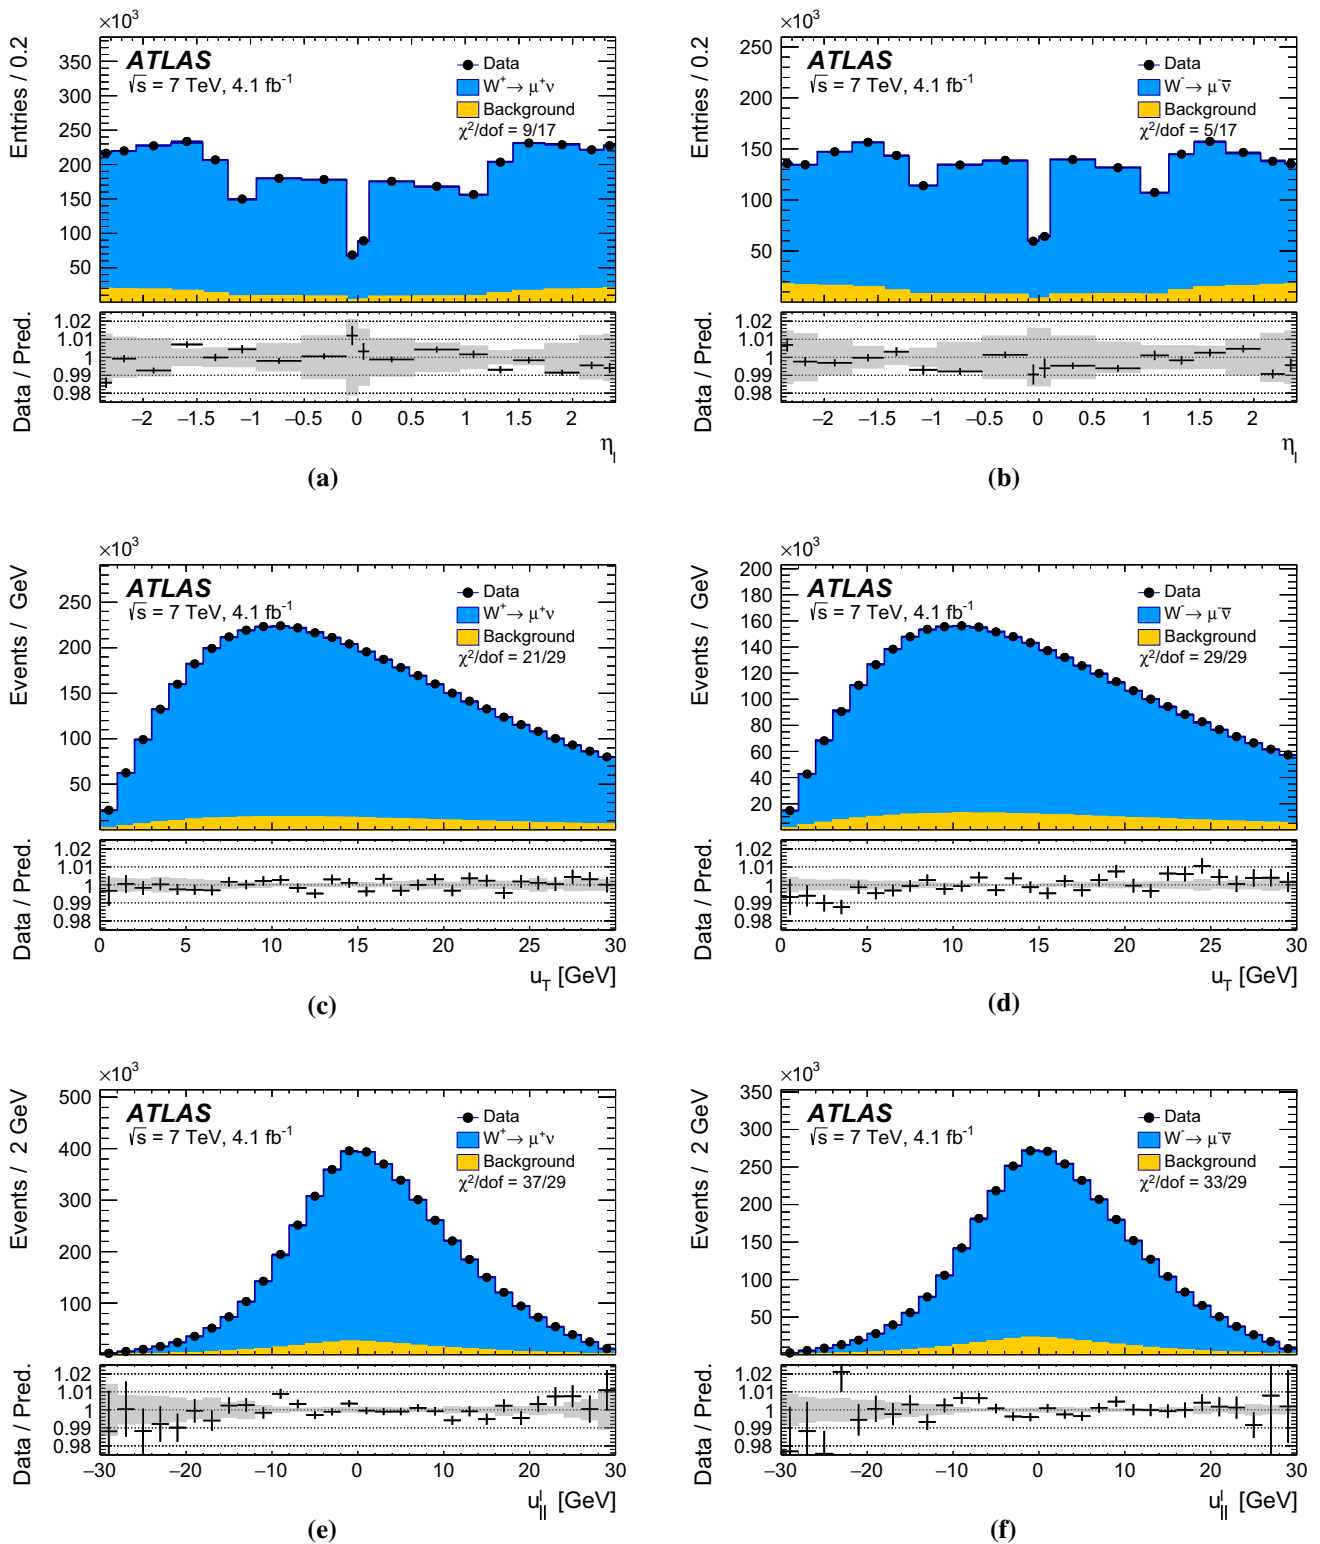 ×10³
Entries / 0.2
350
300
250
200
150
100
50
ATLAS
√s = 7 TeV, 4.1 fb⁻¹
Data
W⁺→ μ⁺ν
Background
χ²/dof = 9/17
Data / Pred.
1.02
1.01
1
0.99
0.98
−2 −1.5 −1 −0.5 0 0.5 1 1.5 2
η_l
(a)
×10³
Entries / 0.2
250
200
150
100
50
ATLAS
√s = 7 TeV, 4.1 fb⁻¹
Data
W⁻→ μ⁻ν̅
Background
χ²/dof = 5/17
Data / Pred.
1.02
1.01
1
0.99
0.98
−2 −1.5 −1 −0.5 0 0.5 1 1.5 2
η_l
(b)
×10³
Events / GeV
250
200
150
100
50
ATLAS
√s = 7 TeV, 4.1 fb⁻¹
Data
W⁺→ μ⁺ν
Background
χ²/dof = 21/29
Data / Pred.
1.02
1.01
1
0.99
0.98
0 5 10 15 20 25 30
u_T [GeV]
(c)
×10³
Events / GeV
200
180
160
140
120
100
80
60
40
20
ATLAS
√s = 7 TeV, 4.1 fb⁻¹
Data
W⁻→ μ⁻ν̅
Background
χ²/dof = 29/29
Data / Pred.
1.02
1.01
1
0.99
0.98
0 5 10 15 20 25 30
u_T [GeV]
(d)
×10³
Events / 2 GeV
500
400
300
200
100
ATLAS
√s = 7 TeV, 4.1 fb⁻¹
Data
W⁺→ μ⁺ν
Background
χ²/dof = 37/29
Data / Pred.
1.02
1.01
1
0.99
0.98
−30 −20 −10 0 10 20 30
u_||^l [GeV]
(e)
×10³
Events / 2 GeV
350
300
250
200
150
100
50
ATLAS
√s = 7 TeV, 4.1 fb⁻¹
Data
W⁻→ μ⁻ν̅
Background
χ²/dof = 33/29
Data / Pred.
1.02
1.01
1
0.99
0.98
−30 −20 −10 0 10 20 30
u_||^l [GeV]
(f)